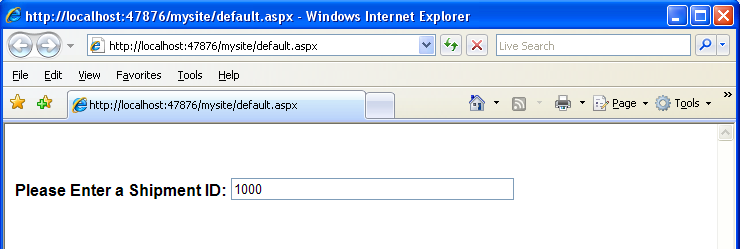 http://localhost:47876/mysite/default.aspx - Windows Internet Explorer
http://localhost:47876/mysite/default.aspx Live Search
File Edit View Favorites Tools Help
http://localhost:47876/mysite/default.aspx Page Tools »
Please Enter a Shipment ID: 1000